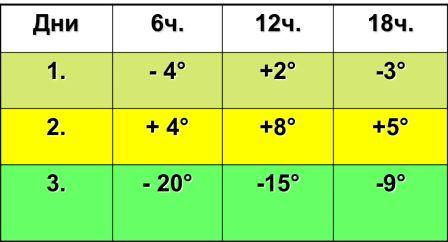 Дни 6ч. 12ч. 18ч.
1. - 4° +2° -3°
2. + 4° +8° +5°
3. - 20° -15° -9°